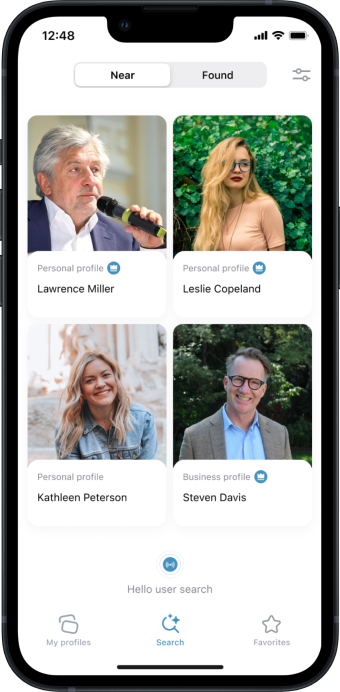 12:48
Near Found
Personal profile Personal profile
Lawrence Miller Leslie Copeland
Personal profile Business profile
Kathleen Peterson Steven Davis
Hello user search
My profiles Search Favorites